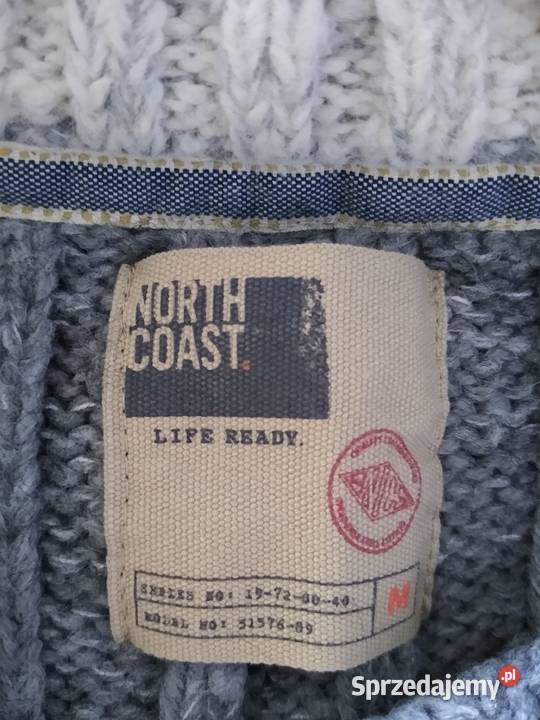 NORTH
COAST.
LIFE READY.
SERIES NO: 19-72-00-40
MODEL NO: 51576-89
M
Sprzedajemy.pl